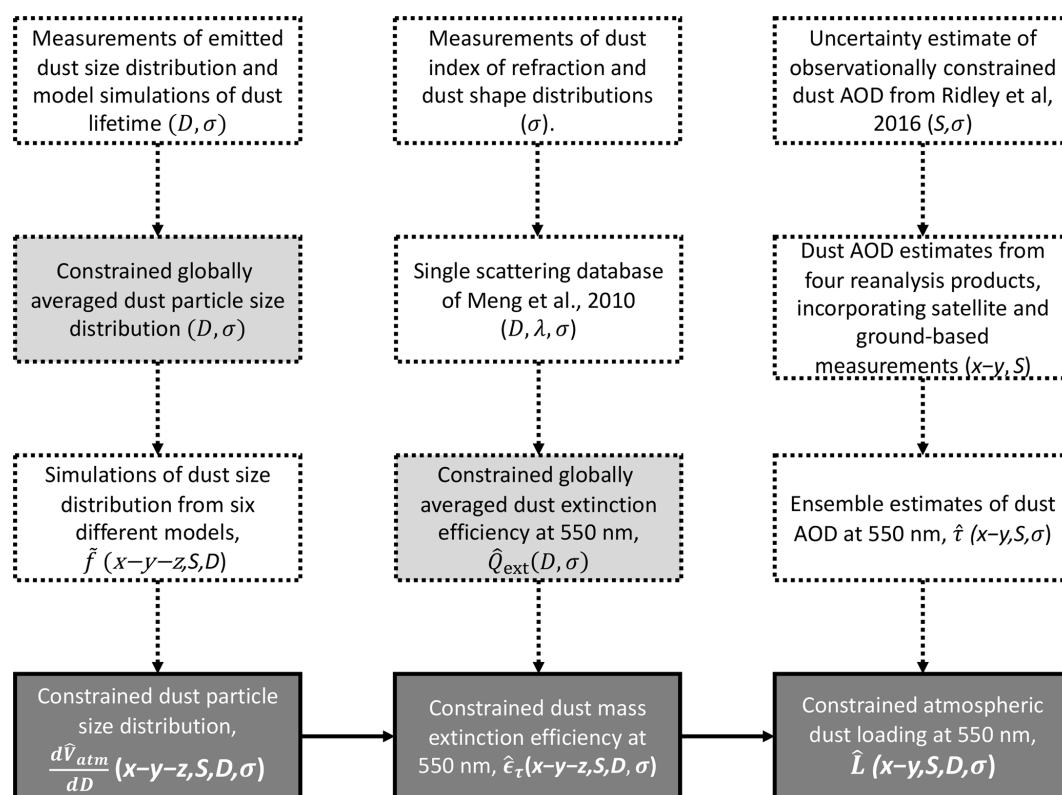 Measurements of emitted
dust size distribution and
model simulations of dust
lifetime (D, σ)
Constrained globally
averaged dust particle size
distribution (D, σ)
Simulations of dust size
distribution from six
different models,
f̃ (x−y−z,S,D)
Constrained dust particle
size distribution,
dV̂atm/dD (x−y−z,S,D,σ)
Measurements of dust
index of refraction and
dust shape distributions
(σ).
Single scattering database
of Meng et al., 2010
(D, λ, σ)
Constrained globally
averaged dust extinction
efficiency at 550 nm,
Q̂ext(D, σ)
Constrained dust mass
extinction efficiency at
550 nm, ϵ̂τ(x−y−z,S,D, σ)
Uncertainty estimate of
observationally constrained
dust AOD from Ridley et al,
2016 (S,σ)
Dust AOD estimates from
four reanalysis products,
incorporating satellite and
ground-based
measurements (x−y, S)
Ensemble estimates of dust
AOD at 550 nm, τ̂ (x−y,S,σ)
Constrained atmospheric
dust loading at 550 nm,
L̂ (x−y,S,D,σ)